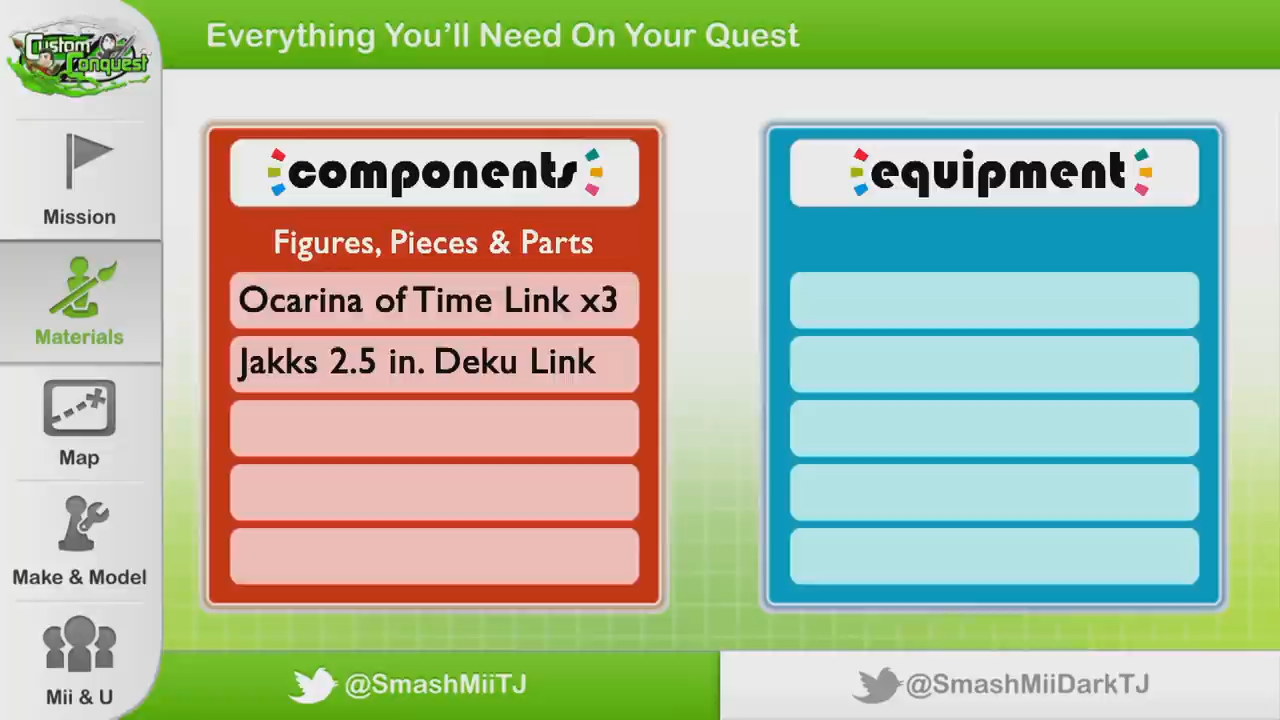 Custom
Conquest
Everything You'll Need On Your Quest
Mission
Materials
Map
Make & Model
Mii & U
components
Figures, Pieces & Parts
Ocarina of Time Link x3
Jakks 2.5 in. Deku Link
equipment
@SmashMiiTJ
@SmashMiiDarkTJ